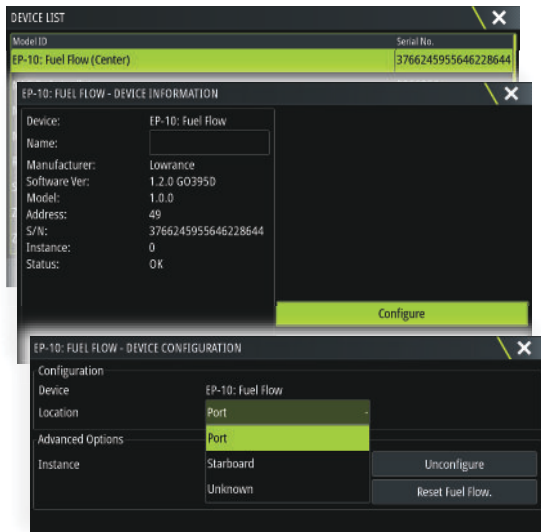 DEVICE LIST
Model ID Serial No.
EP-10: Fuel Flow (Center) 3766245955646228644
EP-10: FUEL FLOW - DEVICE INFORMATION
Device: EP-10: Fuel Flow
Name:
Manufacturer: Lowrance
Software Ver: 1.2.0 GO395D
Model: 1.0.0
Address: 49
S/N: 3766245955646228644
Instance: 0
Status: OK
Configure
EP-10: FUEL FLOW - DEVICE CONFIGURATION
Configuration
Device EP-10: Fuel Flow
Location Port
Advanced Options Port
Instance Starboard Unconfigure
Unknown Reset Fuel Flow.